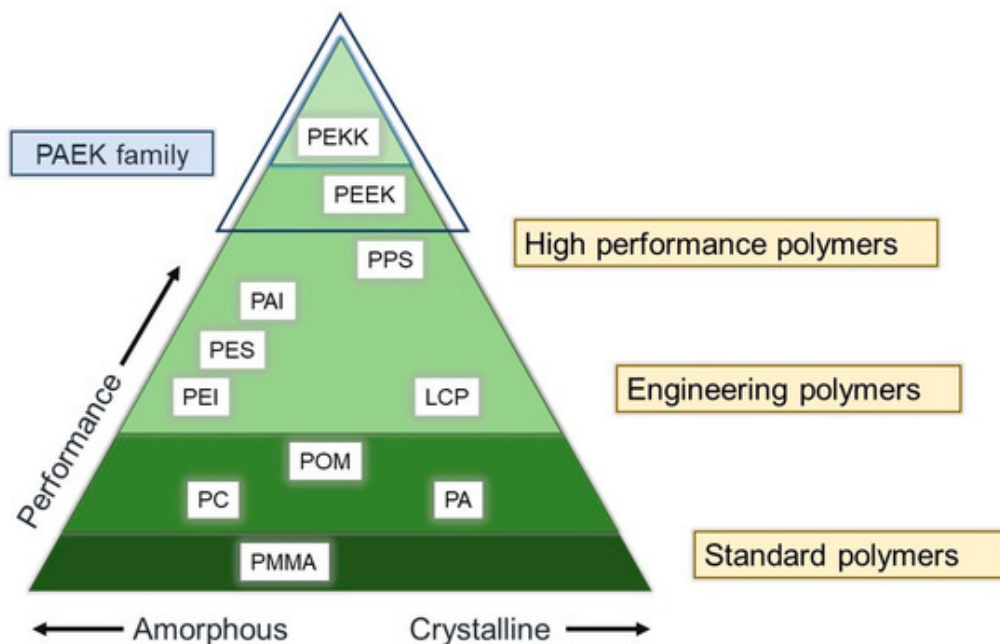 PEKK
PAEK family
PEEK
High performance polymers
PPS
PAI
PES
Engineering polymers
PEI
LCP
Performance
POM
PC
PA
Standard polymers
PMMA
Amorphous
Crystalline